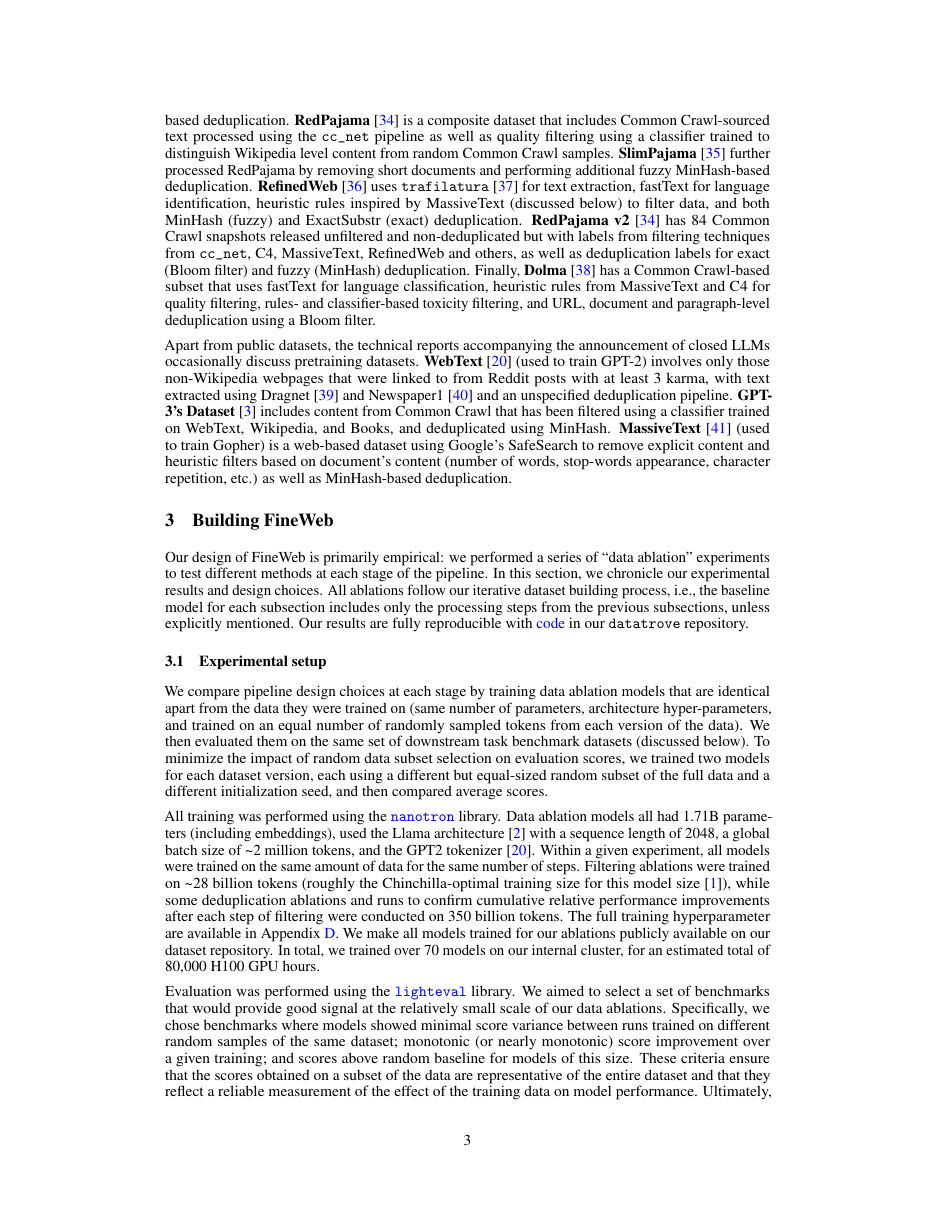 based deduplication. RedPajama [34] is a composite dataset that includes Common Crawl-sourced
text processed using the cc_net pipeline as well as quality filtering using a classifier trained to
distinguish Wikipedia level content from random Common Crawl samples. SlimPajama [35] further
processed RedPajama by removing short documents and performing additional fuzzy MinHash-based
deduplication. RefinedWeb [36] uses trafilatura [37] for text extraction, fastText for language
identification, heuristic rules inspired by MassiveText (discussed below) to filter data, and both
MinHash (fuzzy) and ExactSubstr (exact) deduplication. RedPajama v2 [34] has 84 Common
Crawl snapshots released unfiltered and non-deduplicated but with labels from filtering techniques
from cc_net, C4, MassiveText, RefinedWeb and others, as well as deduplication labels for exact
(Bloom filter) and fuzzy (MinHash) deduplication. Finally, Dolma [38] has a Common Crawl-based
subset that uses fastText for language classification, heuristic rules from MassiveText and C4 for
quality filtering, rules- and classifier-based toxicity filtering, and URL, document and paragraph-level
deduplication using a Bloom filter.
Apart from public datasets, the technical reports accompanying the announcement of closed LLMs
occasionally discuss pretraining datasets. WebText [20] (used to train GPT-2) involves only those
non-Wikipedia webpages that were linked to from Reddit posts with at least 3 karma, with text
extracted using Dragnet [39] and Newspaper1 [40] and an unspecified deduplication pipeline. GPT-
3's Dataset [3] includes content from Common Crawl that has been filtered using a classifier trained
on WebText, Wikipedia, and Books, and deduplicated using MinHash. MassiveText [41] (used
to train Gopher) is a web-based dataset using Google's SafeSearch to remove explicit content and
heuristic filters based on document's content (number of words, stop-words appearance, character
repetition, etc.) as well as MinHash-based deduplication.
3 Building FineWeb
Our design of FineWeb is primarily empirical: we performed a series of "data ablation" experiments
to test different methods at each stage of the pipeline. In this section, we chronicle our experimental
results and design choices. All ablations follow our iterative dataset building process, i.e., the baseline
model for each subsection includes only the processing steps from the previous subsections, unless
explicitly mentioned. Our results are fully reproducible with code in our datatrove repository.
3.1 Experimental setup
We compare pipeline design choices at each stage by training data ablation models that are identical
apart from the data they were trained on (same number of parameters, architecture hyper-parameters,
and trained on an equal number of randomly sampled tokens from each version of the data). We
then evaluated them on the same set of downstream task benchmark datasets (discussed below). To
minimize the impact of random data subset selection on evaluation scores, we trained two models
for each dataset version, each using a different but equal-sized random subset of the full data and a
different initialization seed, and then compared average scores.
All training was performed using the nanotron library. Data ablation models all had 1.71B parame-
ters (including embeddings), used the Llama architecture [2] with a sequence length of 2048, a global
batch size of ~2 million tokens, and the GPT2 tokenizer [20]. Within a given experiment, all models
were trained on the same amount of data for the same number of steps. Filtering ablations were trained
on ~28 billion tokens (roughly the Chinchilla-optimal training size for this model size [1]), while
some deduplication ablations and runs to confirm cumulative relative performance improvements
after each step of filtering were conducted on 350 billion tokens. The full training hyperparameter
are available in Appendix D. We make all models trained for our ablations publicly available on our
dataset repository. In total, we trained over 70 models on our internal cluster, for an estimated total of
80,000 H100 GPU hours.
Evaluation was performed using the lighteval library. We aimed to select a set of benchmarks
that would provide good signal at the relatively small scale of our data ablations. Specifically, we
chose benchmarks where models showed minimal score variance between runs trained on different
random samples of the same dataset; monotonic (or nearly monotonic) score improvement over
a given training; and scores above random baseline for models of this size. These criteria ensure
that the scores obtained on a subset of the data are representative of the entire dataset and that they
reflect a reliable measurement of the effect of the training data on model performance. Ultimately,
3